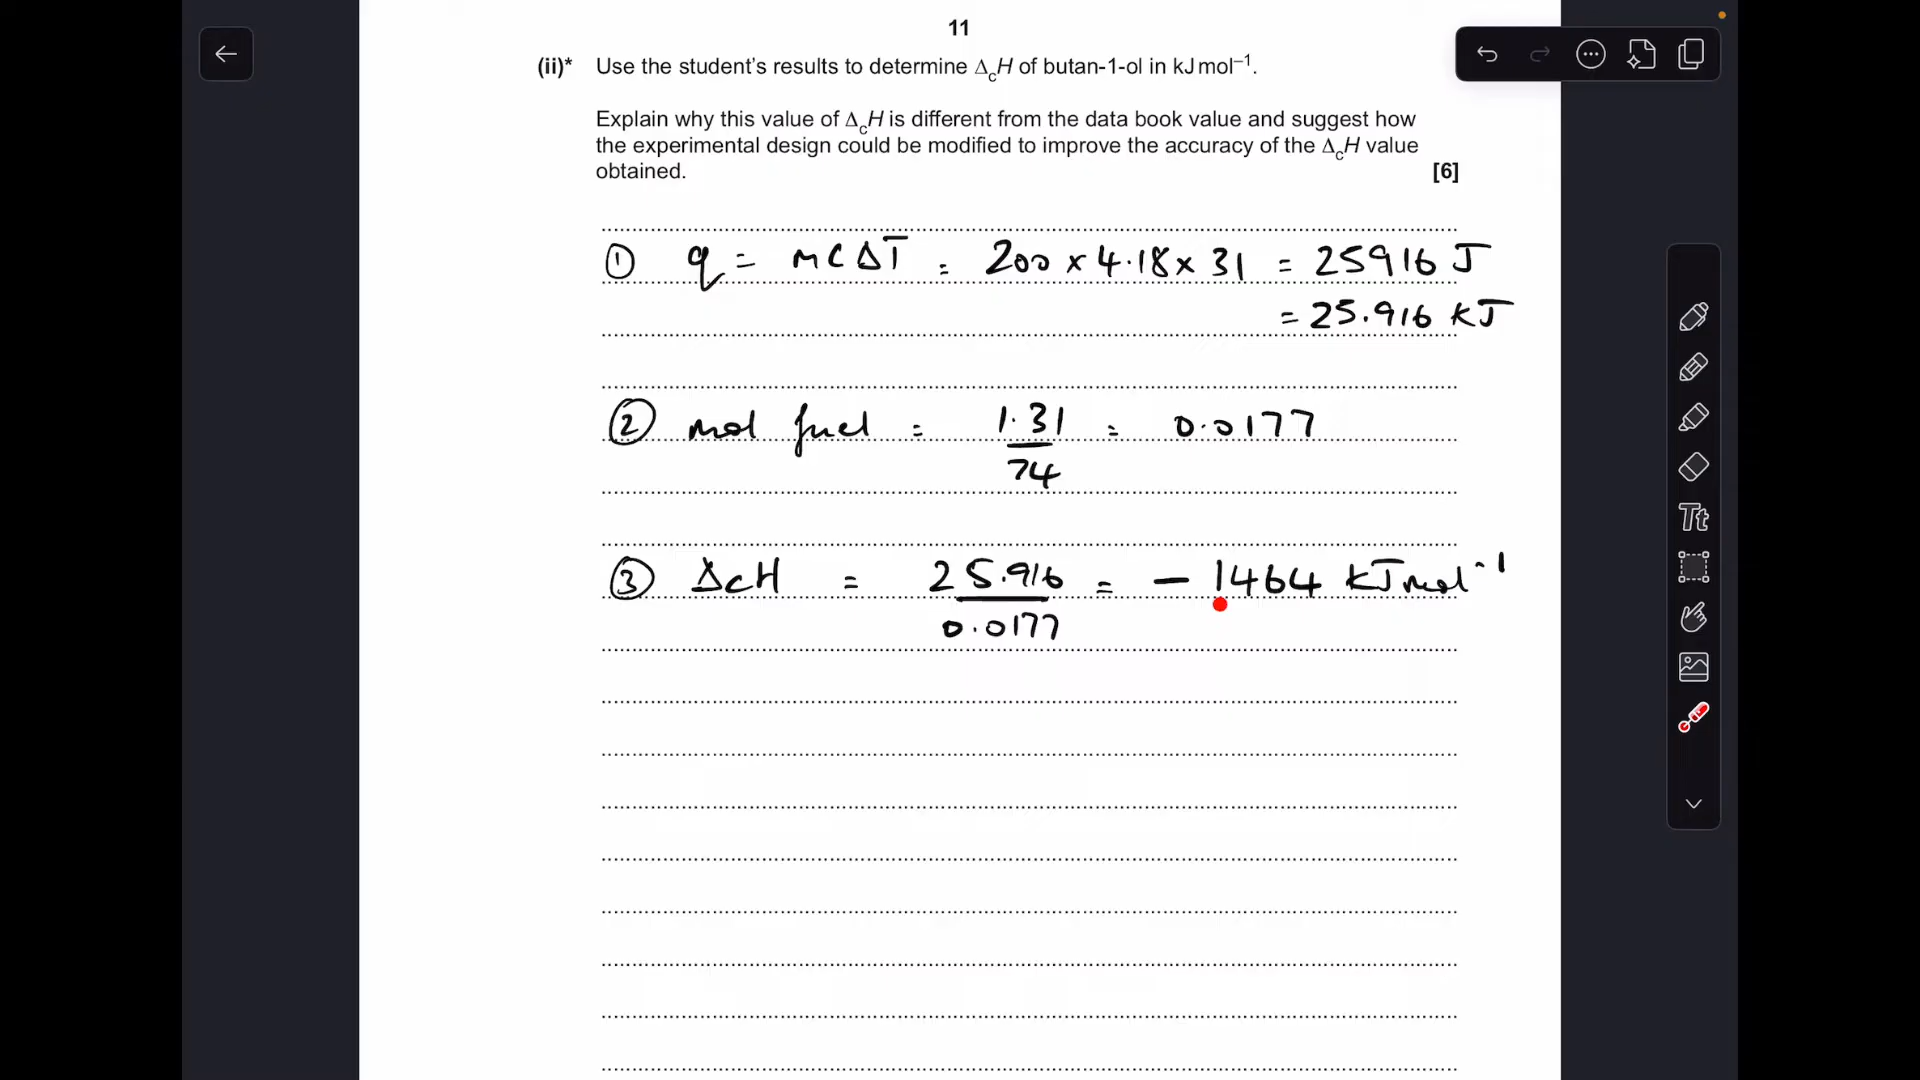 11
(ii)* Use the student's results to determine ΔcH of butan-1-ol in kJ mol⁻¹.
Explain why this value of ΔcH is different from the data book value and suggest how
the experimental design could be modified to improve the accuracy of the ΔcH value
obtained. [6]
① q = mcΔT = 200 × 4.18 × 31 = 25916 J
= 25.916 kJ
② mol fuel = 1.31 = 0.0177
74
③ ΔcH = 25.916 = - 1464 kJmol⁻¹
0.0177
Tt